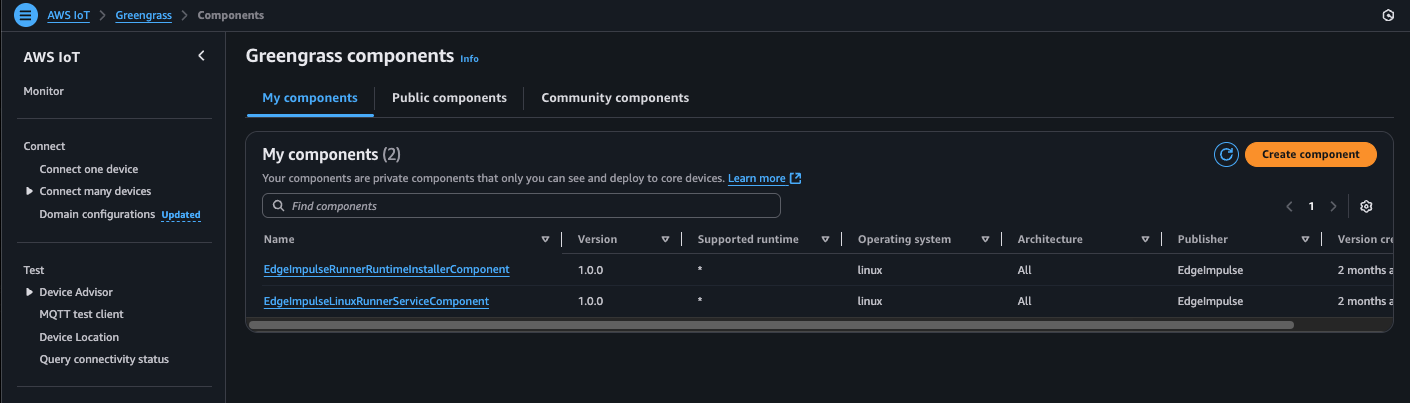 AWS IoT > Greengrass > Components
AWS IoT
Monitor
Connect
Connect one device
Connect many devices
Domain configurations Updated
Test
Device Advisor
MQTT test client
Device Location
Query connectivity status
Greengrass components Info
My components
Public components
Community components
My components (2)
Create component
Your components are private components that only you can see and deploy to core devices. Learn more
Find components
1
Name Version Supported runtime Operating system Architecture Publisher Version cre
EdgeImpulseRunnerRuntimeInstallerComponent 1.0.0 * linux All EdgeImpulse 2 months a
EdgeImpulseLinuxRunnerServiceComponent 1.0.0 * linux All EdgeImpulse 2 months a